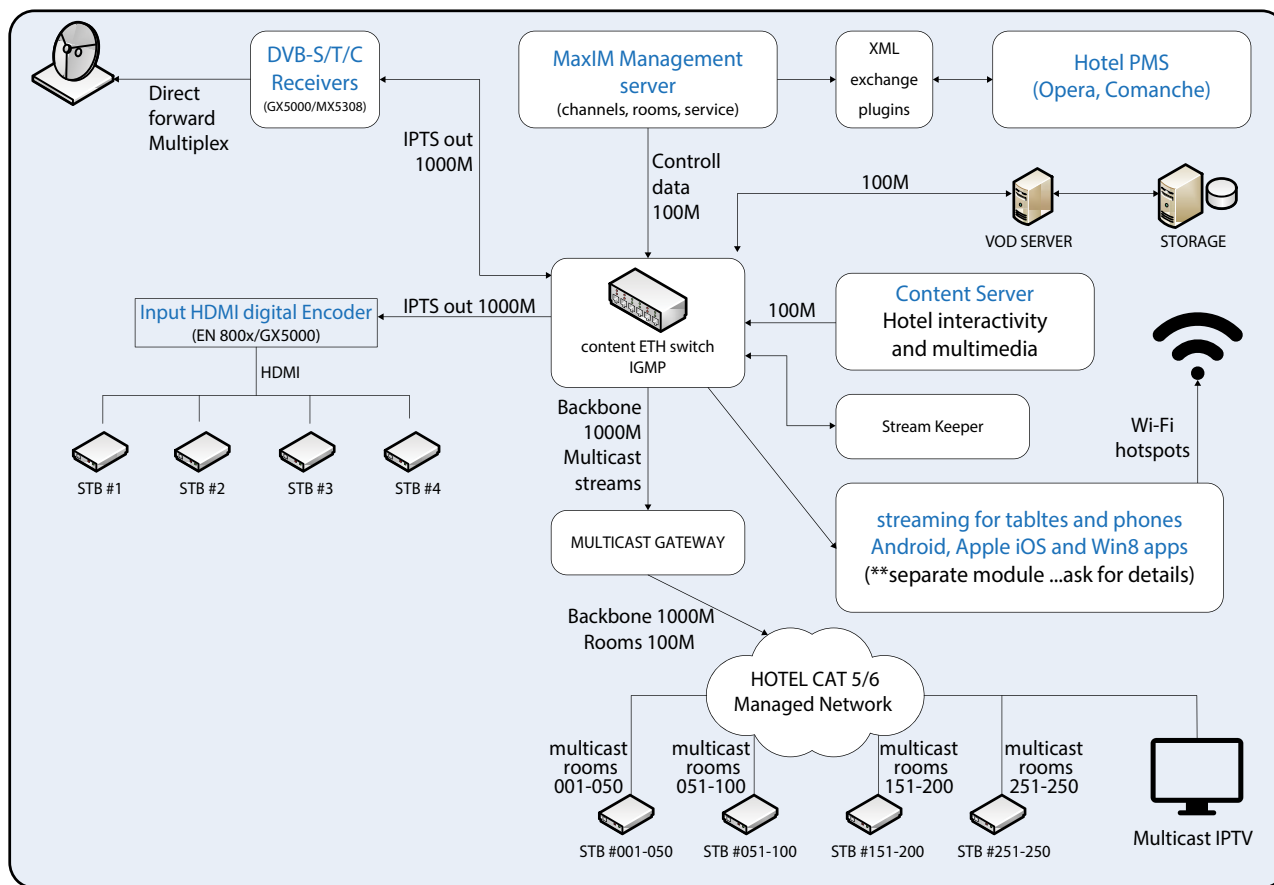 DVB-S/T/C
Receivers
(GX5000/MX5308)
Direct
forward
Multiplex
MaxIM Management
server
(channels, rooms, service)
XML
exchange
plugins
Hotel PMS
(Opera, Comanche)
IPTS out
1000M
Controll
data
100M
100M
VOD SERVER
STORAGE
Input HDMI digital Encoder
(EN 800x/GX5000)
IPTS out 1000M
HDMI
STB #1
STB #2
STB #3
STB #4
content ETH switch
IGMP
100M
Content Server
Hotel interactivity
and multimedia
Stream Keeper
Wi-Fi
hotspots
Backbone
1000M
Multicast
streams
streaming for tabltes and phones
Android, Apple iOS and Win8 apps
(**separate module ...ask for details)
MULTICAST GATEWAY
Backbone 1000M
Rooms 100M
HOTEL CAT 5/6
Managed Network
multicast
rooms
001-050
multicast
rooms
051-100
multicast
rooms
151-200
multicast
rooms
251-250
STB #001-050
STB #051-100
STB #151-200
STB #251-250
Multicast IPTV